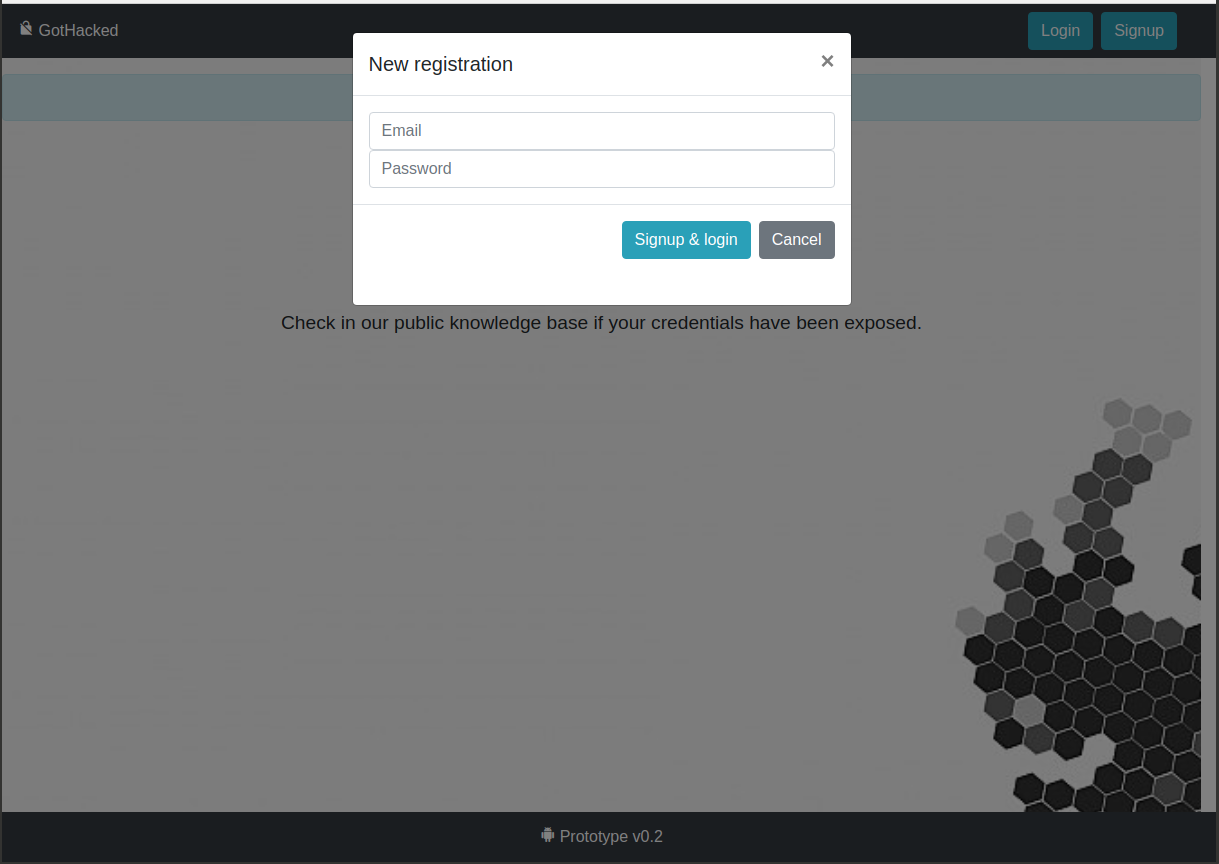 GotHacked
Login
Signup
New registration
×
Email
Password
Signup & login
Cancel
Check in our public knowledge base if your credentials have been exposed.
Prototype v0.2